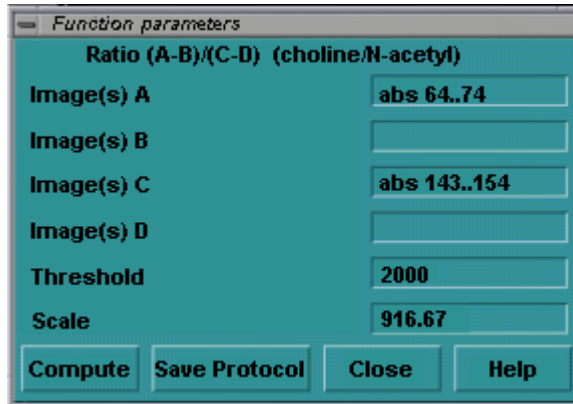 Function parameters
Ratio (A-B)/(C-D) (choline/N-acetyl)
Image(s) A abs 64..74
Image(s) B
Image(s) C abs 143..154
Image(s) D
Threshold 2000
Scale 916.67
Compute Save Protocol Close Help